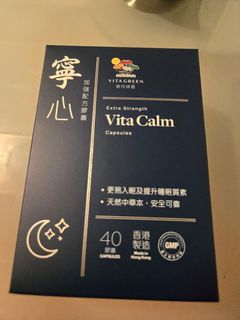 VITAGREEN
維特健靈
寧心
加強配方膠囊
Extra Strength
Vita Calm
Capsules
• 更易入眠及提升睡眠質素
• 天然中草本，安全可靠
40
膠囊
CAPSULES
香港
製造
Made in
Hong Kong
GMP